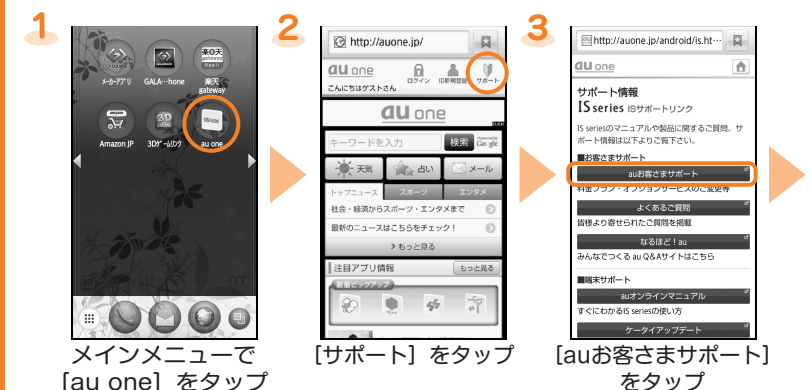 1
メーカーアプリ
GALA…hone
楽天
gateway
Amazon JP
au one
メインメニューで
[au one] をタップ
2
http://auone.jp/
au one
ログイン
ID新規登録
サポート
こんにちはゲストさん
au one
キーワードを入力
検索
Google
天気
占い
メール
トップニュース
スポーツ
エンタメ
社会・経済からスポーツ・エンタメまで
最新のニュースはこちらをチェック！
もっと見る
注目アプリ情報
もっと見る
新着ピックアップ
[サポート] をタップ
3
http://auone.jp/android/is.ht…
au one
サポート情報
IS series ISサポートリンク
IS seriesのマニュアルや製品に関するご質問、サ
ポート情報は以下よりご覧下さい。
■お客さまサポート
auお客さまサポート
料金プラン・オプションサービスのご変更等
よくあるご質問
皆様より寄せられたご質問を掲載
なるほど！au
みんなでつくる au Q&Aサイトはこちら
■端末サポート
auオンラインマニュアル
すぐにわかるIS seriesの使い方
ケータイアップデート
[auお客さまサポート]
をタップ